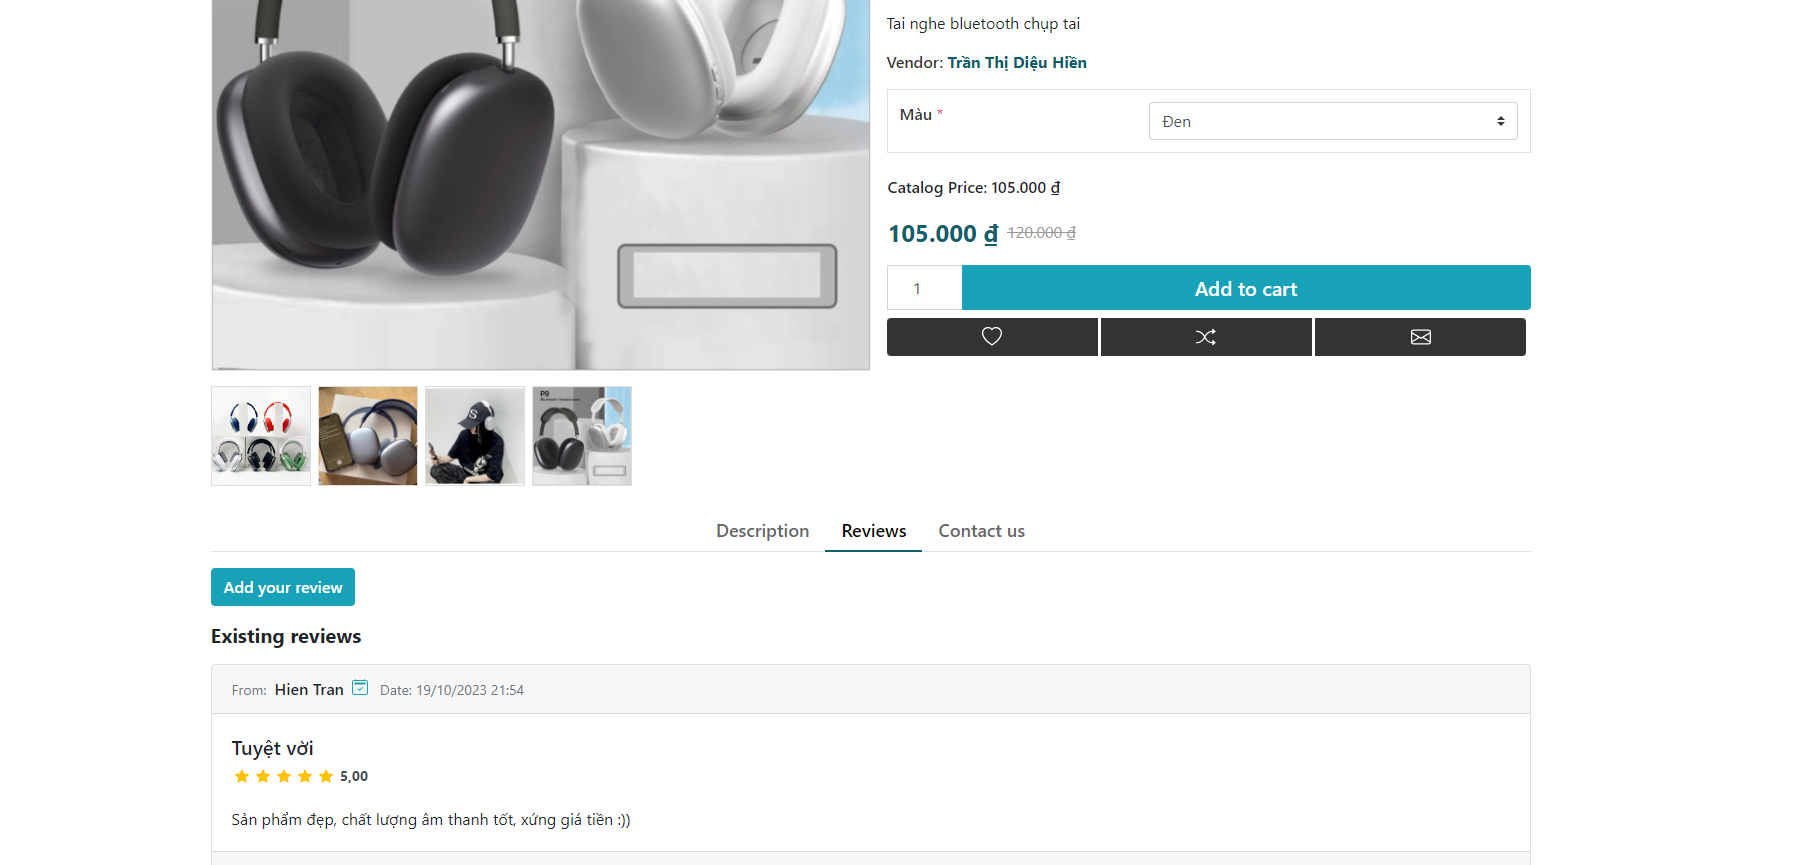 Tai nghe bluetooth chụp tai
Vendor: Trần Thị Diệu Hiền
Màu *
Đen
Catalog Price: 105.000 ₫
105.000 ₫ 120.000 ₫
1
Add to cart
P9
S
Description
Reviews
Contact us
Add your review
Existing reviews
From: Hien Tran Date: 19/10/2023 21:54
Tuyệt vời
5,00
Sản phẩm đẹp, chất lượng âm thanh tốt, xứng giá tiền :))